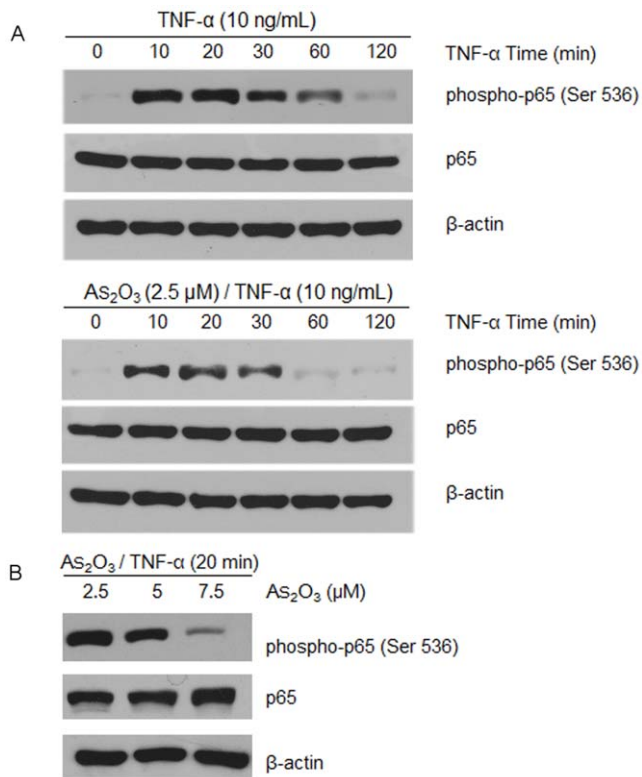 A
TNF-α (10 ng/mL)
0 10 20 30 60 120 TNF-α Time (min)
phospho-p65 (Ser 536)
p65
β-actin
As₂O₃ (2.5 µM) / TNF-α (10 ng/mL)
0 10 20 30 60 120 TNF-α Time (min)
phospho-p65 (Ser 536)
p65
β-actin
B
As₂O₃ / TNF-α (20 min)
2.5 5 7.5 As₂O₃ (µM)
phospho-p65 (Ser 536)
p65
β-actin